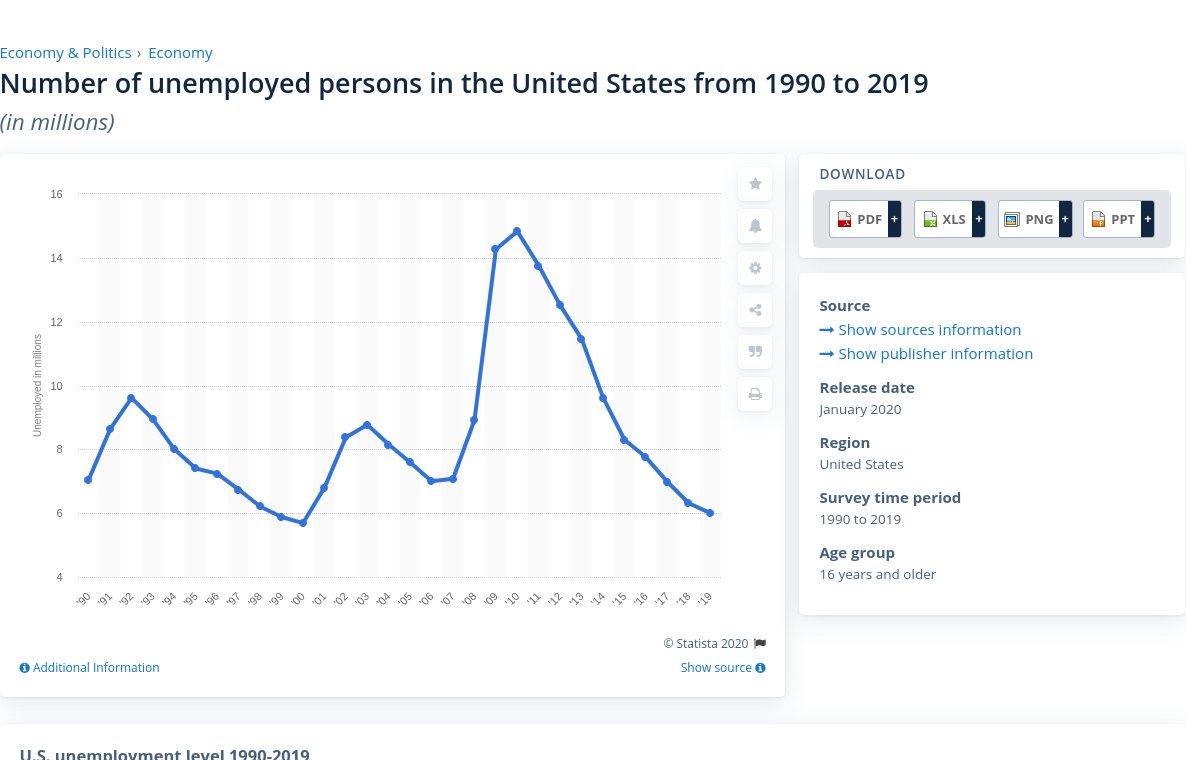 Economy & Politics › Economy
Number of unemployed persons in the United States from 1990 to 2019
(in millions)
16
14
12
10
8
6
4
Unemployed in millions
'90 '91 '92 '93 '94 '95 '96 '97 '98 '99 '00 '01 '02 '03 '04 '05 '06 '07 '08 '09 '10 '11 '12 '13 '14 '15 '16 '17 '18 '19
© Statista 2020
Additional Information
Show source
DOWNLOAD
PDF + XLS + PNG + PPT +
Source
Show sources information
Show publisher information
Release date
January 2020
Region
United States
Survey time period
1990 to 2019
Age group
16 years and older
U.S. unemployment level 1990-2019